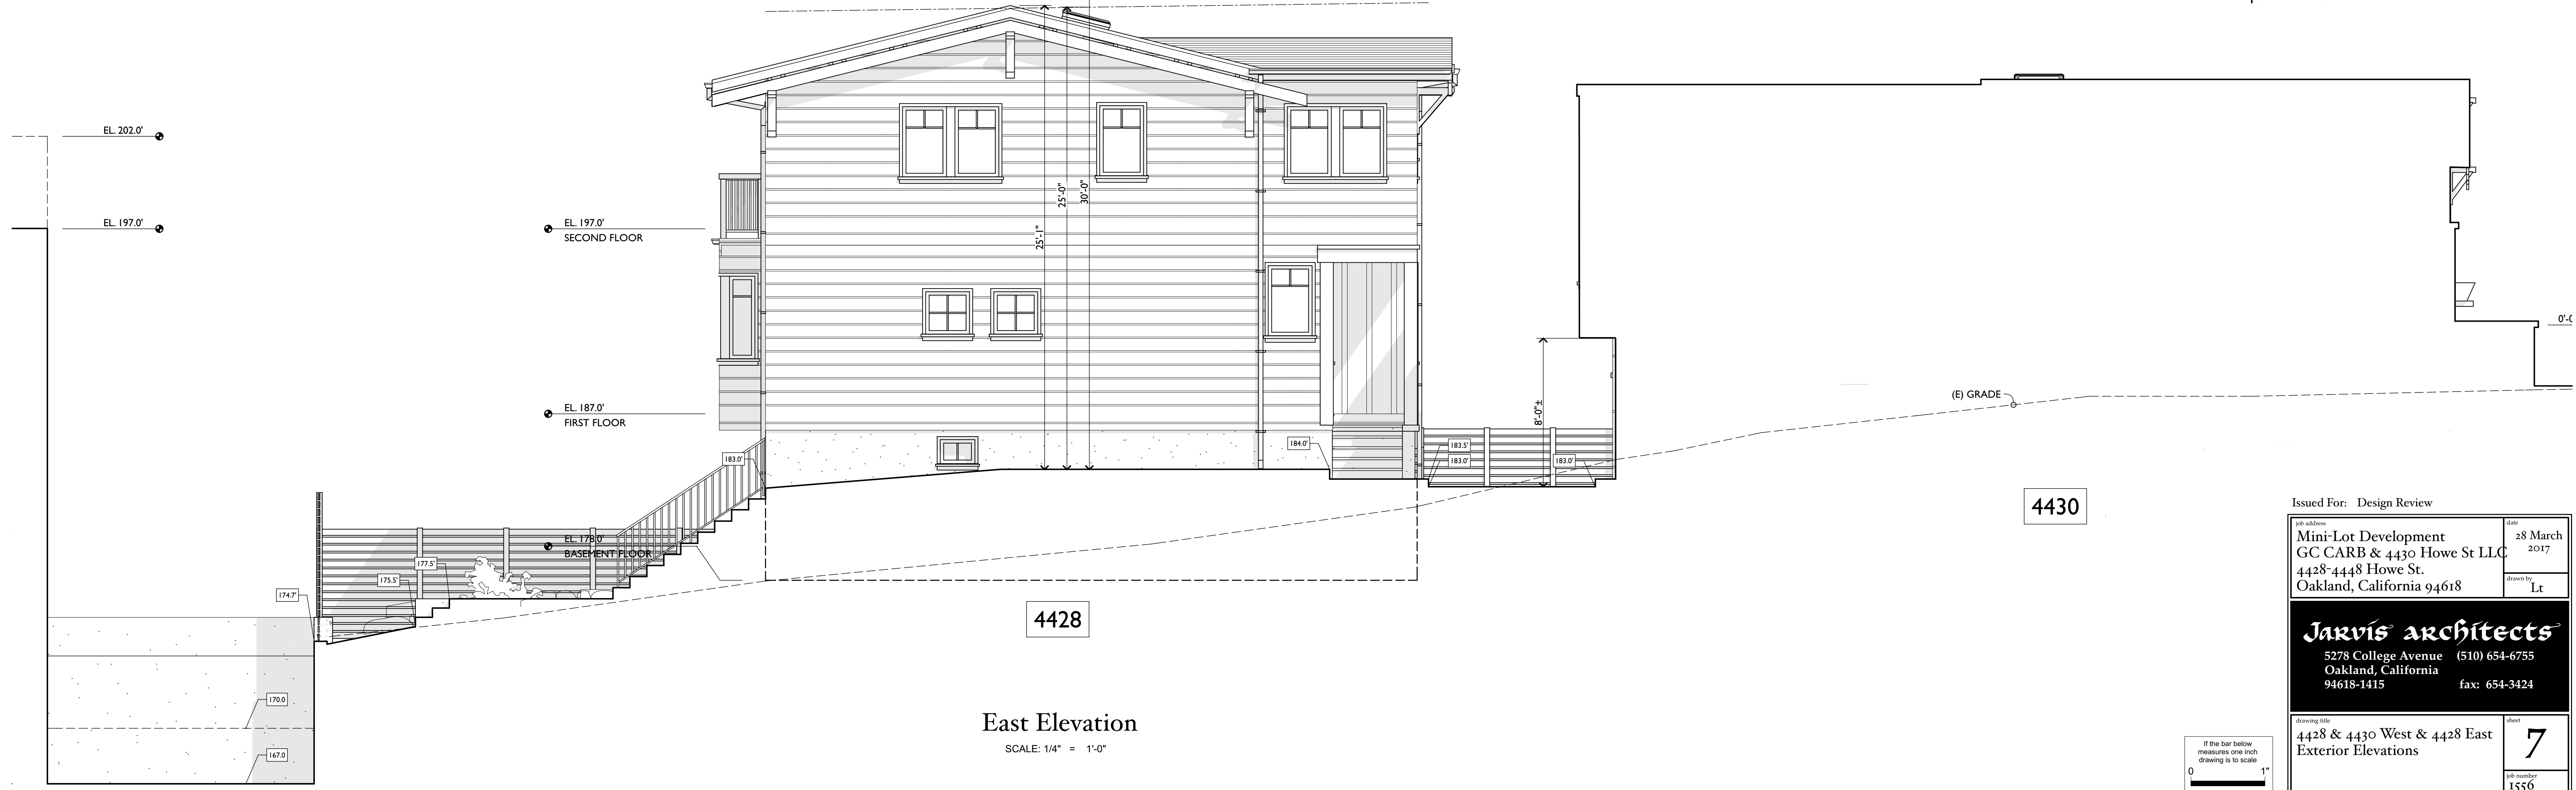 EL. 202.0'
EL. 197.0'
EL. 197.0'
SECOND FLOOR
25'-1"
25'-0"
30'-0"
EL. 187.0'
FIRST FLOOR
8'-0"±
(E) GRADE
183.0'
184.0'
183.5'
183.0'
183.0'
EL. 178.0'
BASEMENT FLOOR
177.5'
175.5'
174.7'
170.0
167.0
4428
4430
East Elevation
SCALE: 1/4" = 1'-0"
Issued For: Design Review
job address
Mini-Lot Development
GC CARB & 4430 Howe St LLC
4428-4448 Howe St.
Oakland, California 94618
date
28 March
2017
drawn by
Lt
Jarvis Architects
5278 College Avenue (510) 654-6755
Oakland, California
94618-1415 fax: 654-3424
drawing title
4428 & 4430 West & 4428 East
Exterior Elevations
sheet
7
job number
1556
If the bar below
measures one inch
drawing is to scale
0 1"